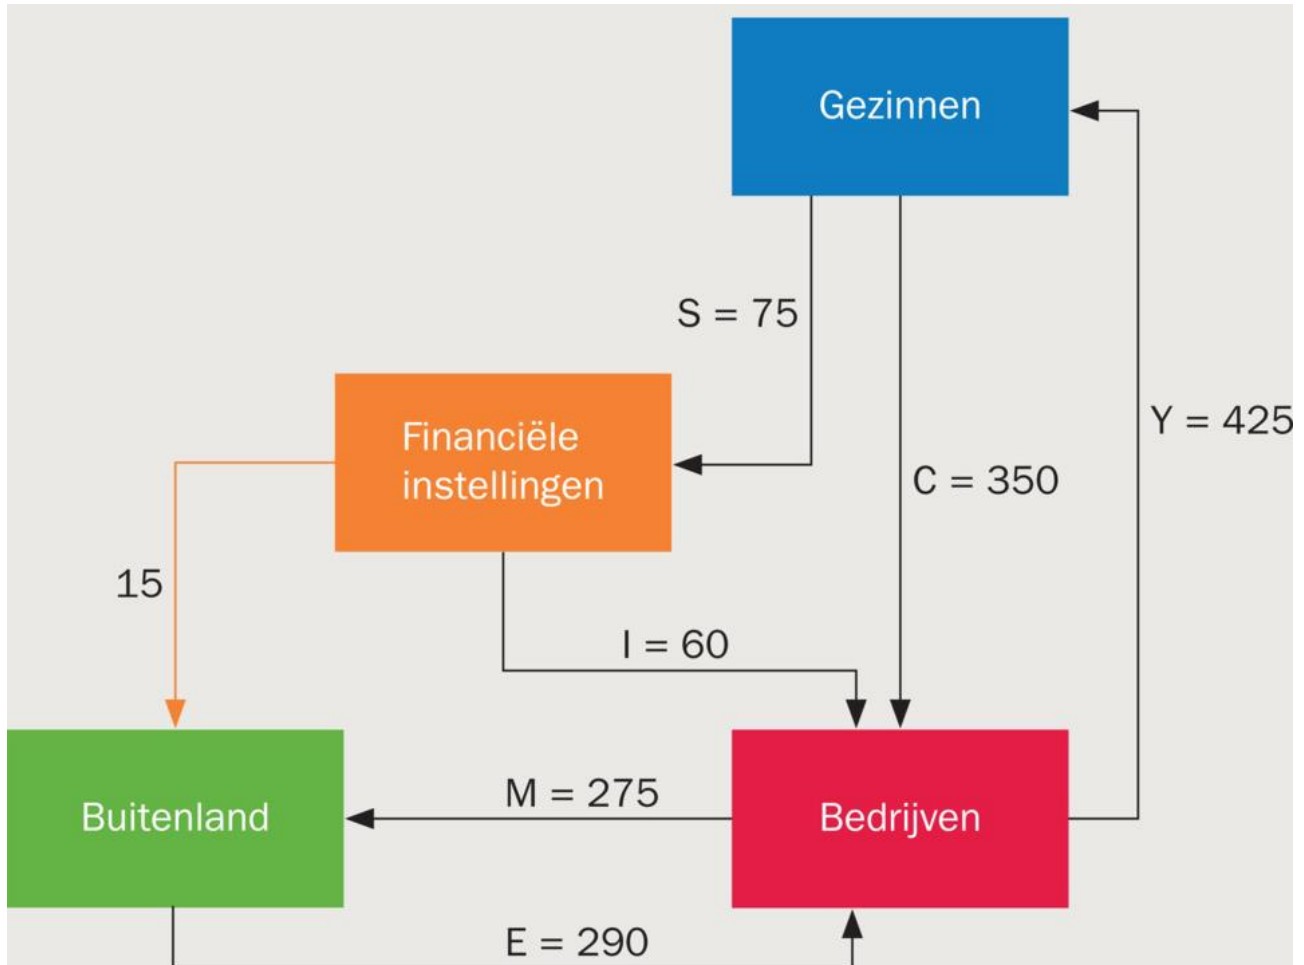 Gezinnen
S = 75
Y = 425
Financiële
instellingen
C = 350
15
I = 60
Buitenland
M = 275
Bedrijven
E = 290